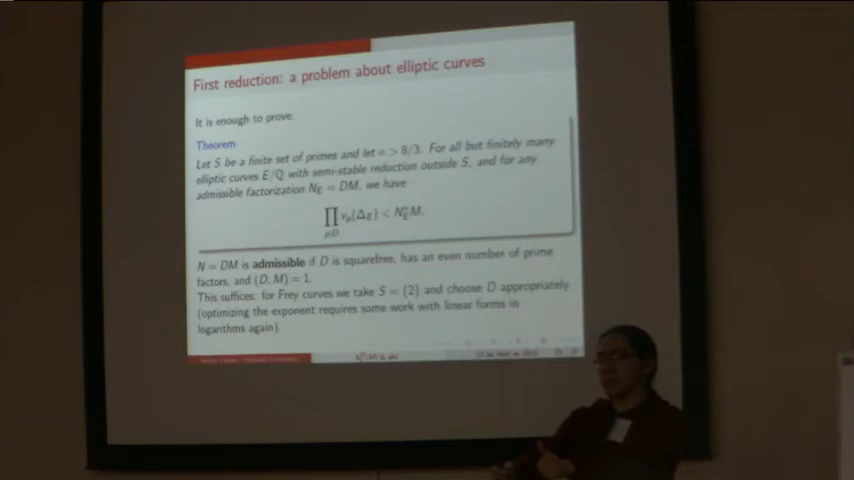 First reduction: a problem about elliptic curves
It is enough to prove:
Theorem
Let S be a finite set of primes and let κ > 8/3. For all but finitely many
elliptic curves E/ℚ with semi-stable reduction outside S, and for any
admissible factorization N_E = DM, we have
∏_{p|D} v_p(Δ_E) < N_E^κ M.
N = DM is admissible if D is squarefree, has an even number of prime
factors, and (D, M) = 1.
This suffices: for Frey curves we take S = {2} and choose D appropriately
(optimizing the exponent requires some work with linear forms in
logarithms again).